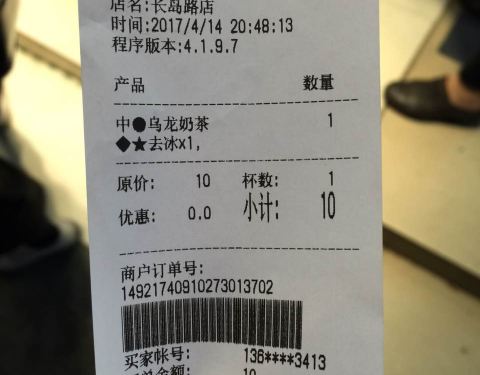 店名:长岛路店
时间:2017/4/14 20:48:13
程序版本:4.1.9.7
产品 数量
中●乌龙奶茶 1
◆★去冰x1,
原价: 10 杯数: 1
优惠: 0.0 小计: 10
商户订单号:
14921740910273013702
买家帐号: 136****3413